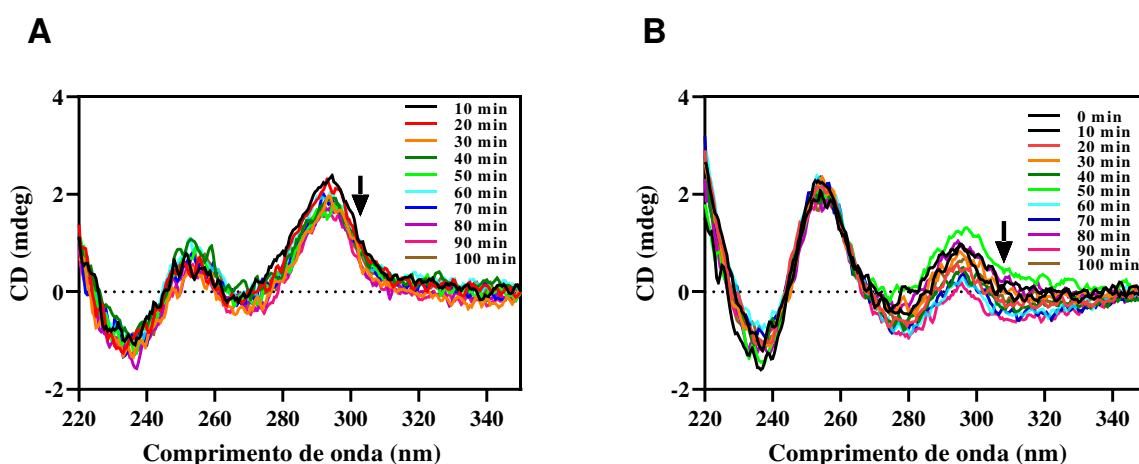 A
CD (mdeg)
4
2
0
-2
220 240 260 280 300 320 340
Comprimento de onda (nm)
10 min
20 min
30 min
40 min
50 min
60 min
70 min
80 min
90 min
100 min
B
CD (mdeg)
4
2
0
-2
220 240 260 280 300 320 340
Comprimento de onda (nm)
0 min
10 min
20 min
30 min
40 min
50 min
60 min
70 min
80 min
90 min
100 min